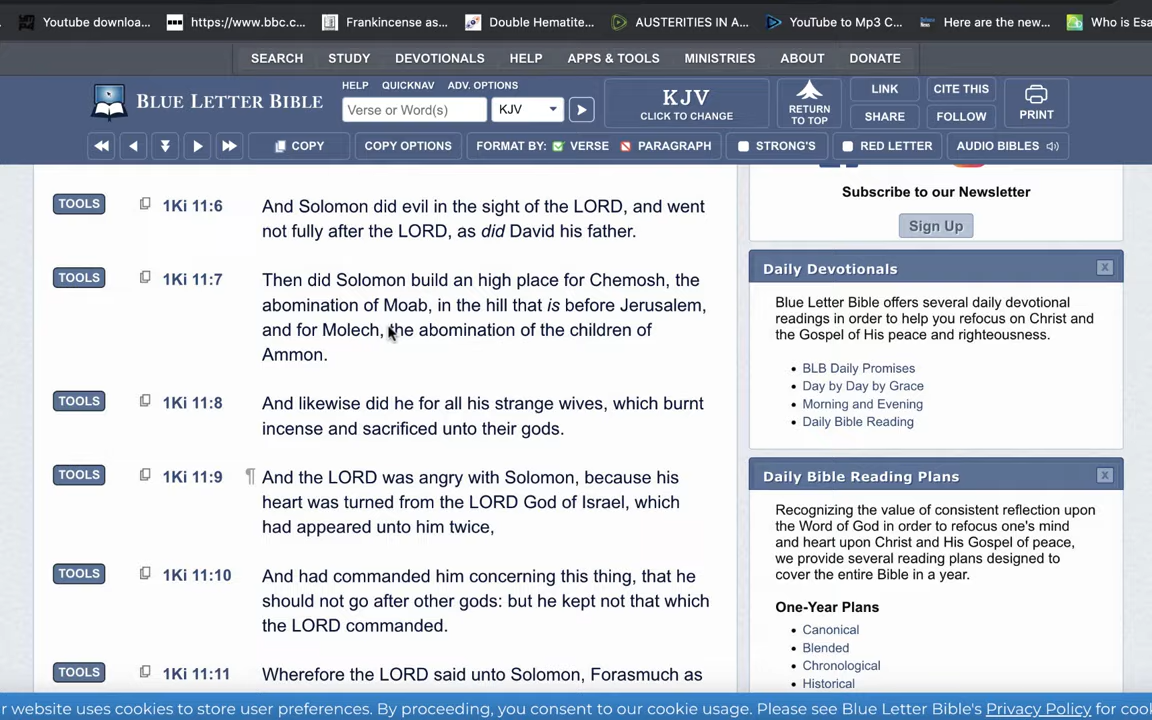 Youtube downloa...
https://www.bbc.c...
Frankincense as...
Double Hematite...
AUSTERITIES IN A...
YouTube to Mp3 C...
Here are the new...
Who is Esa
SEARCH STUDY DEVOTIONALS HELP APPS & TOOLS MINISTRIES ABOUT DONATE
BLUE LETTER BIBLE
HELP QUICKNAV ADV. OPTIONS
Verse or Word(s)
KJV
KJV
CLICK TO CHANGE
RETURN
TO TOP
LINK
CITE THIS
SHARE
FOLLOW
PRINT
COPY
COPY OPTIONS
FORMAT BY: VERSE PARAGRAPH
STRONG'S
RED LETTER
AUDIO BIBLES
TOOLS
1Ki 11:6
And Solomon did evil in the sight of the LORD, and went
not fully after the LORD, as did David his father.
TOOLS
1Ki 11:7
Then did Solomon build an high place for Chemosh, the
abomination of Moab, in the hill that is before Jerusalem,
and for Molech, the abomination of the children of
Ammon.
TOOLS
1Ki 11:8
And likewise did he for all his strange wives, which burnt
incense and sacrificed unto their gods.
TOOLS
1Ki 11:9
¶ And the LORD was angry with Solomon, because his
heart was turned from the LORD God of Israel, which
had appeared unto him twice,
TOOLS
1Ki 11:10
And had commanded him concerning this thing, that he
should not go after other gods: but he kept not that which
the LORD commanded.
TOOLS
1Ki 11:11
Wherefore the LORD said unto Solomon, Forasmuch as
Subscribe to our Newsletter
Sign Up
Daily Devotionals
X
Blue Letter Bible offers several daily devotional
readings in order to help you refocus on Christ and
the Gospel of His peace and righteousness.
• BLB Daily Promises
• Day by Day by Grace
• Morning and Evening
• Daily Bible Reading
Daily Bible Reading Plans
X
Recognizing the value of consistent reflection upon
the Word of God in order to refocus one's mind
and heart upon Christ and His Gospel of peace,
we provide several reading plans designed to
cover the entire Bible in a year.
One-Year Plans
• Canonical
• Blended
• Chronological
• Historical
r website uses cookies to store user preferences. By proceeding, you consent to our cookie usage. Please see Blue Letter Bible's Privacy Policy for cook